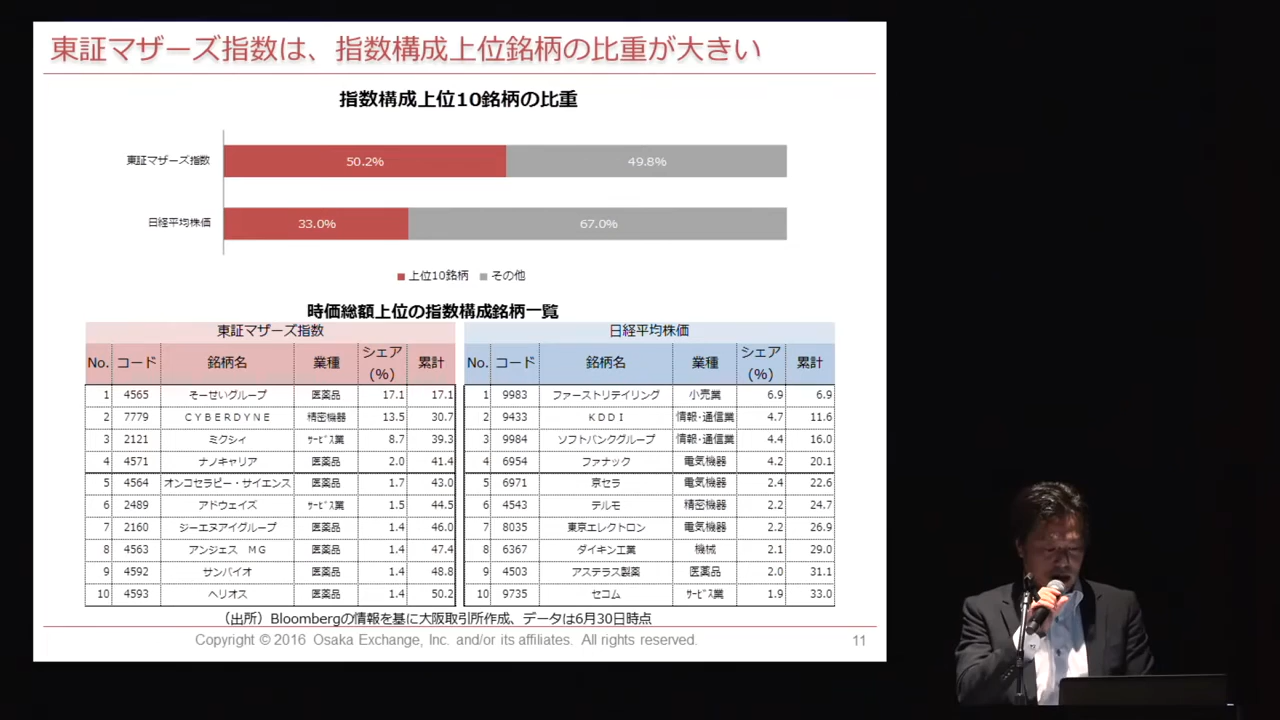 東証マザーズ指数は、指数構成上位銘柄の比重が大きい
指数構成上位10銘柄の比重
東証マザーズ指数 50.2% 49.8%
日経平均株価 33.0% 67.0%
上位10銘柄 その他
時価総額上位の指数構成銘柄一覧
東証マザーズ指数
No. コード 銘柄名 業種 シェア(%) 累計
1 4565 そーせいグループ 医薬品 17.1 17.1
2 7779 ＣＹＢＥＲＤＹＮＥ 精密機器 13.5 30.7
3 2121 ミクシィ ｻｰﾋﾞｽ業 8.7 39.3
4 4571 ナノキャリア 医薬品 2.0 41.4
5 4564 オンコセラピー・サイエンス 医薬品 1.7 43.0
6 2489 アドウェイズ ｻｰﾋﾞｽ業 1.5 44.5
7 2160 ジーエヌアイグループ 医薬品 1.4 46.0
8 4563 アンジェス　ＭＧ 医薬品 1.4 47.4
9 4592 サンバイオ 医薬品 1.4 48.8
10 4593 ヘリオス 医薬品 1.4 50.2
日経平均株価
No. コード 銘柄名 業種 シェア(%) 累計
1 9983 ファーストリテイリング 小売業 6.9 6.9
2 9433 ＫＤＤＩ 情報･通信業 4.7 11.6
3 9984 ソフトバンクグループ 情報･通信業 4.4 16.0
4 6954 ファナック 電気機器 4.2 20.1
5 6971 京セラ 電気機器 2.4 22.6
6 4543 テルモ 精密機器 2.2 24.7
7 8035 東京エレクトロン 電気機器 2.2 26.9
8 6367 ダイキン工業 機械 2.1 29.0
9 4503 アステラス製薬 医薬品 2.0 31.1
10 9735 セコム ｻｰﾋﾞｽ業 1.9 33.0
（出所）Bloombergの情報を基に大阪取引所作成、データは6月30日時点
Copyright © 2016 Osaka Exchange, Inc. and/or its affiliates. All rights reserved.
11